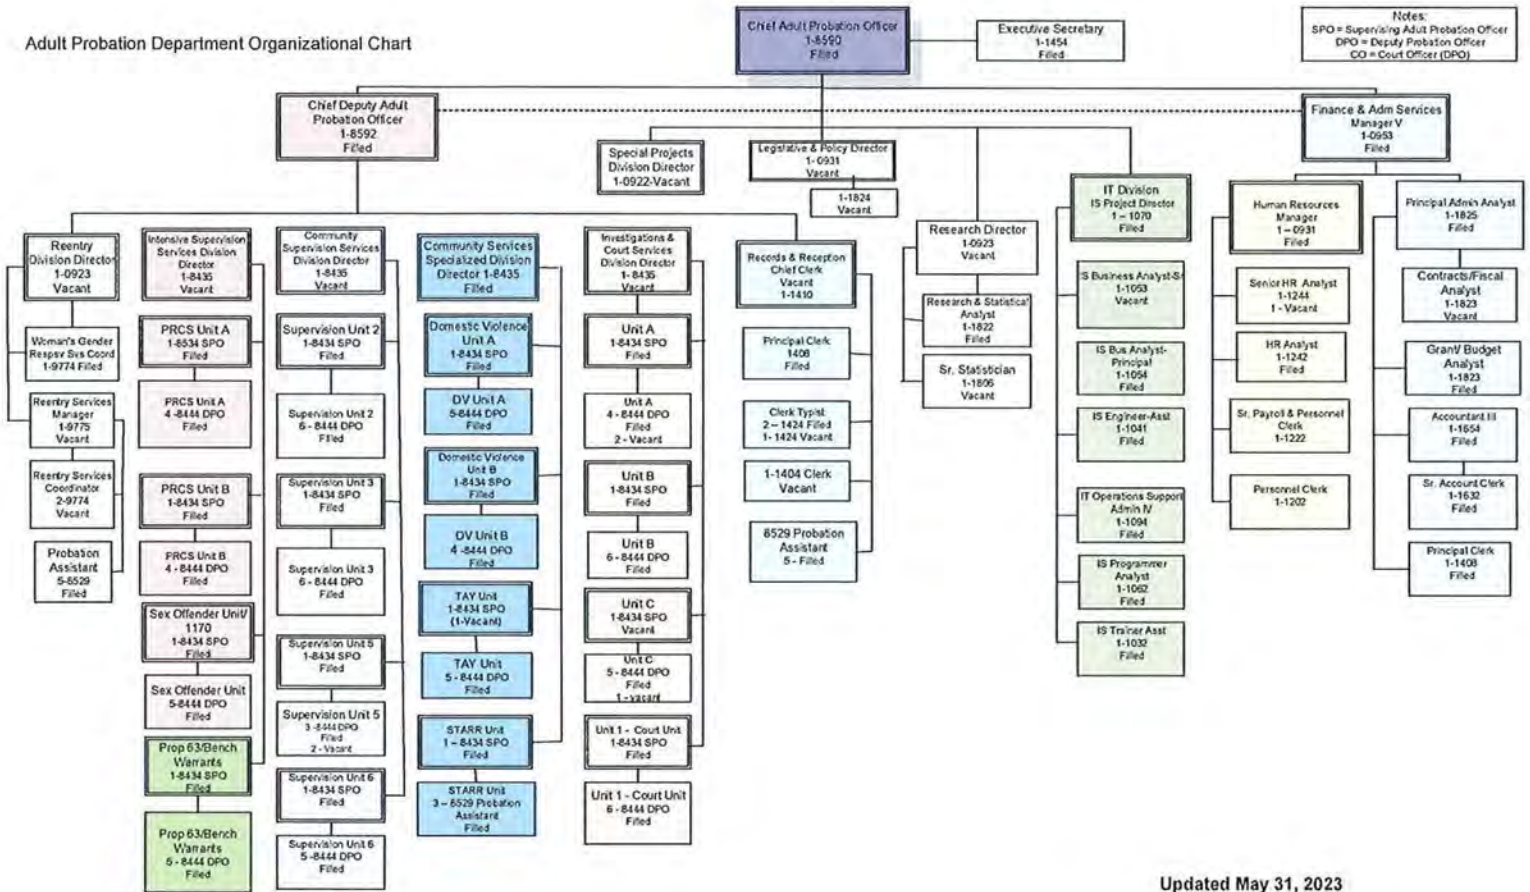 Adult Probation Department Organizational Chart
Chief Adult Probation Officer
1-8590
Filled
Executive Secretary
1-1454
Filled
Notes:
SPO = Supervising Adult Probation Officer
DPO = Deputy Probation Officer
CO = Court Officer (DPO)
Chief Deputy Adult
Probation Officer
1-8592
Filled
Finance & Adm Services
Manager V
1-0953
Filled
Special Projects
Division Director
1-0922-Vacant
Legislative & Policy Director
1- 0931
Vacant
1-1824
Vacant
Research Director
1-0923
Vacant
Research & Statistical
Analyst
1-1822
Filled
Sr. Statistician
1-1806
Vacant
IT Division
IS Project Director
1 – 1070
Filled
IS Business Analyst-Sr
1-1053
Vacant
IS Bus Analyst-
Principal
1-1054
Filled
IS Engineer-Asst
1-1041
Filled
IT Operations Support
Admin IV
1-1094
Filled
IS Programmer
Analyst
1-1062
Filled
IS Trainer Asst
1-1032
Filled
Human Resources
Manager
1 – 0931
Filled
Senior HR Analyst
1-1244
1 - Vacant
HR Analyst
1-1242
Filled
Sr. Payroll & Personnel
Clerk
1-1222
Personnel Clerk
1-1202
Principal Admin Analyst
1-1825
Filled
Contracts/Fiscal
Analyst
1-1823
Vacant
Grant/ Budget
Analyst
1-1823
Filled
Accountant III
1-1654
Filled
Sr. Account Clerk
1-1632
Filled
Principal Clerk
1-1408
Filled
Reentry
Division Director
1-0923
Vacant
Woman's Gender
Respsv Svs Coord
1-9774 Filled
Reentry Services
Manager
1-9775
Vacant
Reentry Services
Coordinator
2-9774
Vacant
Probation
Assistant
5-8529
Filled
Intensive Supervision
Services Division
Director
1-8435
Vacant
PRCS Unit A
1-8534 SPO
Filled
PRCS Unit A
4 -8444 DPO
Filled
PRCS Unit B
1-8434 SPO
Filled
PRCS Unit B
4 - 8444 DPO
Filled
Sex Offender Unit/
1170
1-8434 SPO
Filled
Sex Offender Unit
5-8444 DPO
Filled
Prop 63/Bench
Warrants
1-8434 SPO
Filled
Prop 63/Bench
Warrants
5 - 8444 DPO
Filled
Community
Supervision Services
Division Director
1-8435
Vacant
Supervision Unit 2
1-8434 SPO
Filled
Supervision Unit 2
6 - 8444 DPO
Filled
Supervision Unit 3
1-8434 SPO
Filled
Supervision Unit 3
6 - 8444 DPO
Filled
Supervision Unit 5
1-8434 SPO
Filled
Supervision Unit 5
3 -8444 DPO
Filled
2 - Vacant
Supervision Unit 6
1-8434 SPO
Filled
Supervision Unit 6
5 -8444 DPO
Filled
Community Services
Specialized Division
Director 1-8435
Filled
Domestic Violence
Unit A
1-8434 SPO
Filled
DV Unit A
5-8444 DPO
Filled
Domestic Violence
Unit B
1-8434 SPO
Filled
DV Unit B
4 -8444 DPO
Filled
TAY Unit
1-8434 SPO
(1-Vacant)
TAY Unit
5 - 8444 DPO
Filled
STARR Unit
1 – 8434 SPO
Filled
STARR Unit
3 – 8529 Probation
Assistant
Filled
Investigations &
Court Services
Division Director
1-8435
Vacant
Unit A
1-8434 SPO
Filled
Unit A
4 - 8444 DPO
Filled
2 - Vacant
Unit B
1-8434 SPO
Filled
Unit B
6 - 8444 DPO
Filled
Unit C
1-8434 SPO
Vacant
Unit C
5 - 8444 DPO
Filled
1 - vacant
Unit 1 - Court Unit
1-8434 SPO
Filled
Unit 1 - Court Unit
6 - 8444 DPO
Filled
Records & Reception
Chief Clerk
Vacant
1-1410
Principal Clerk
1408
Filled
Clerk Typist
2 – 1424 Filled
1- 1424 Vacant
1-1404 Clerk
Vacant
8529 Probation
Assistant
5 - Filled
Updated May 31, 2023